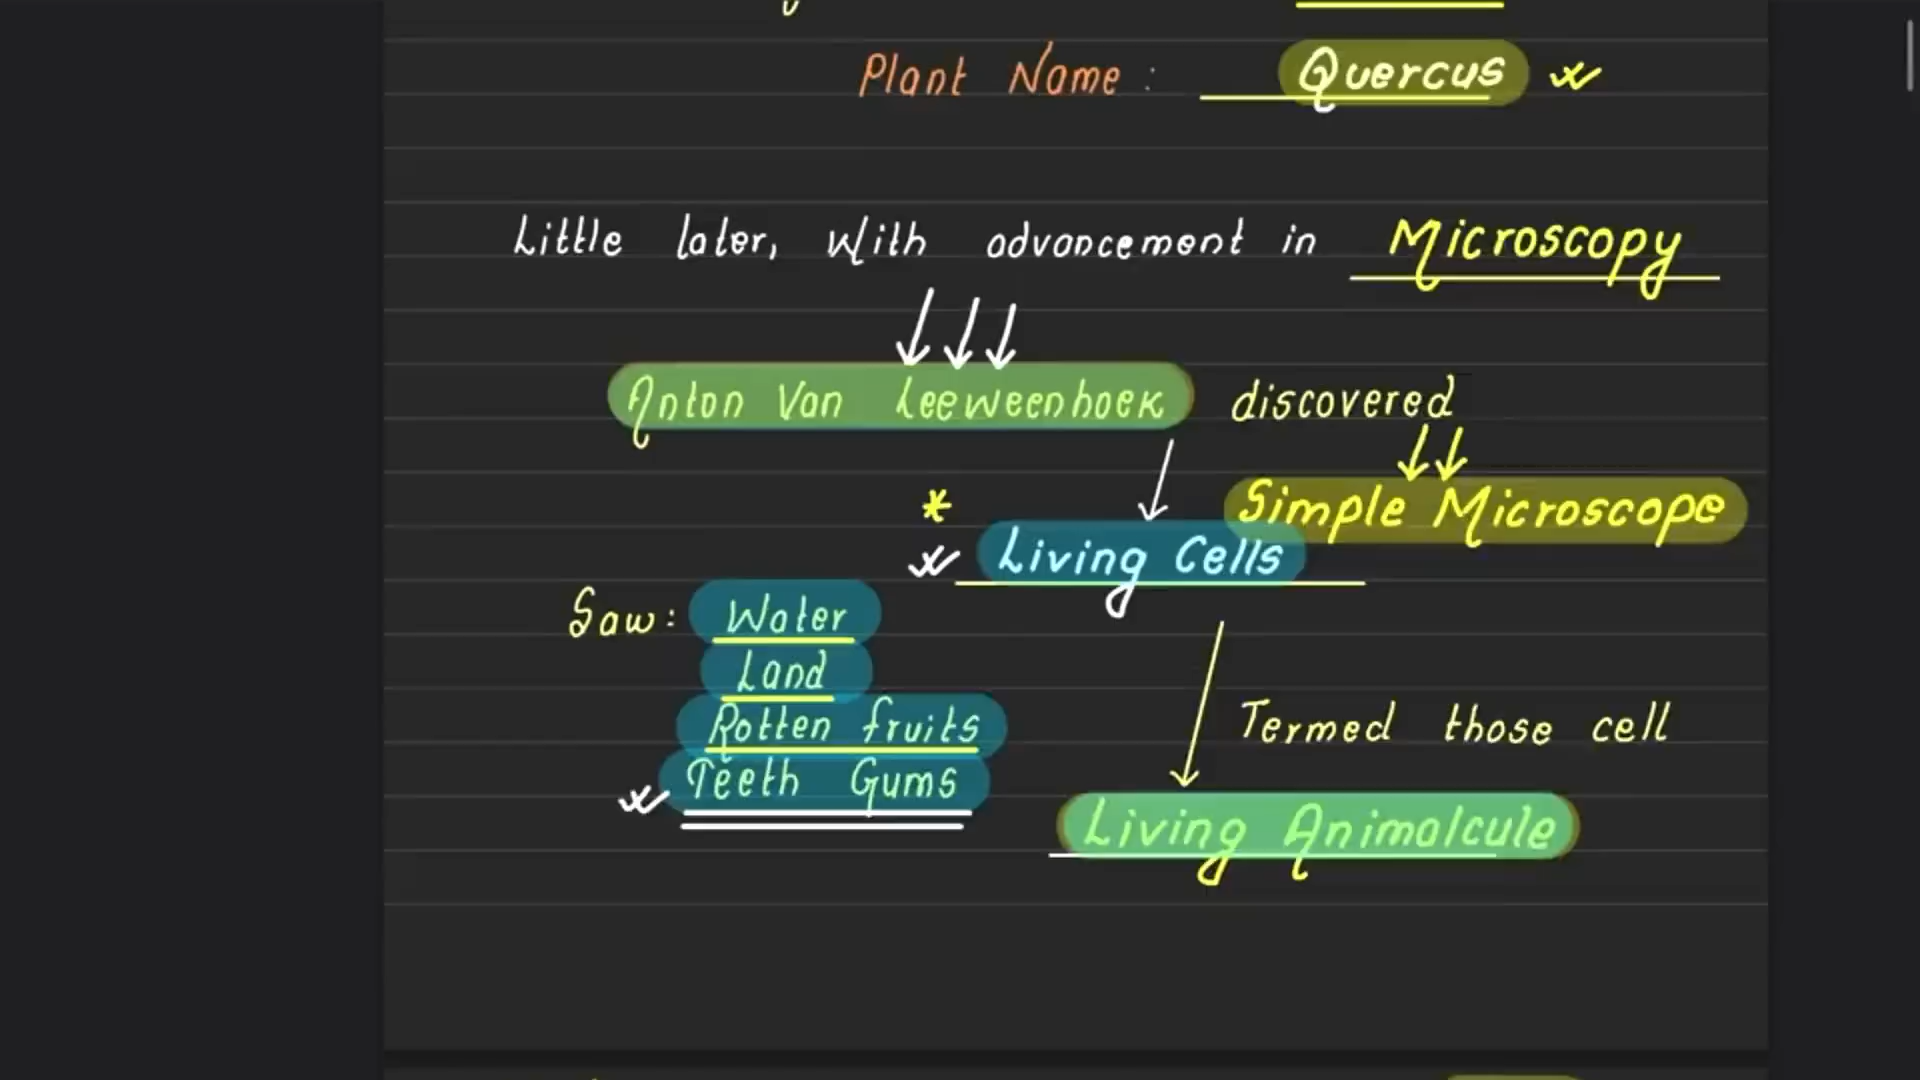 Plant Name : Quercus
Little later, With advancement in Microscopy
Anton Van Leeweenhoek discovered
Simple Microscope
* Living Cells
Saw: Water
Land
Rotten fruits
Teeth Gums
Termed those cell
Living Animalcule